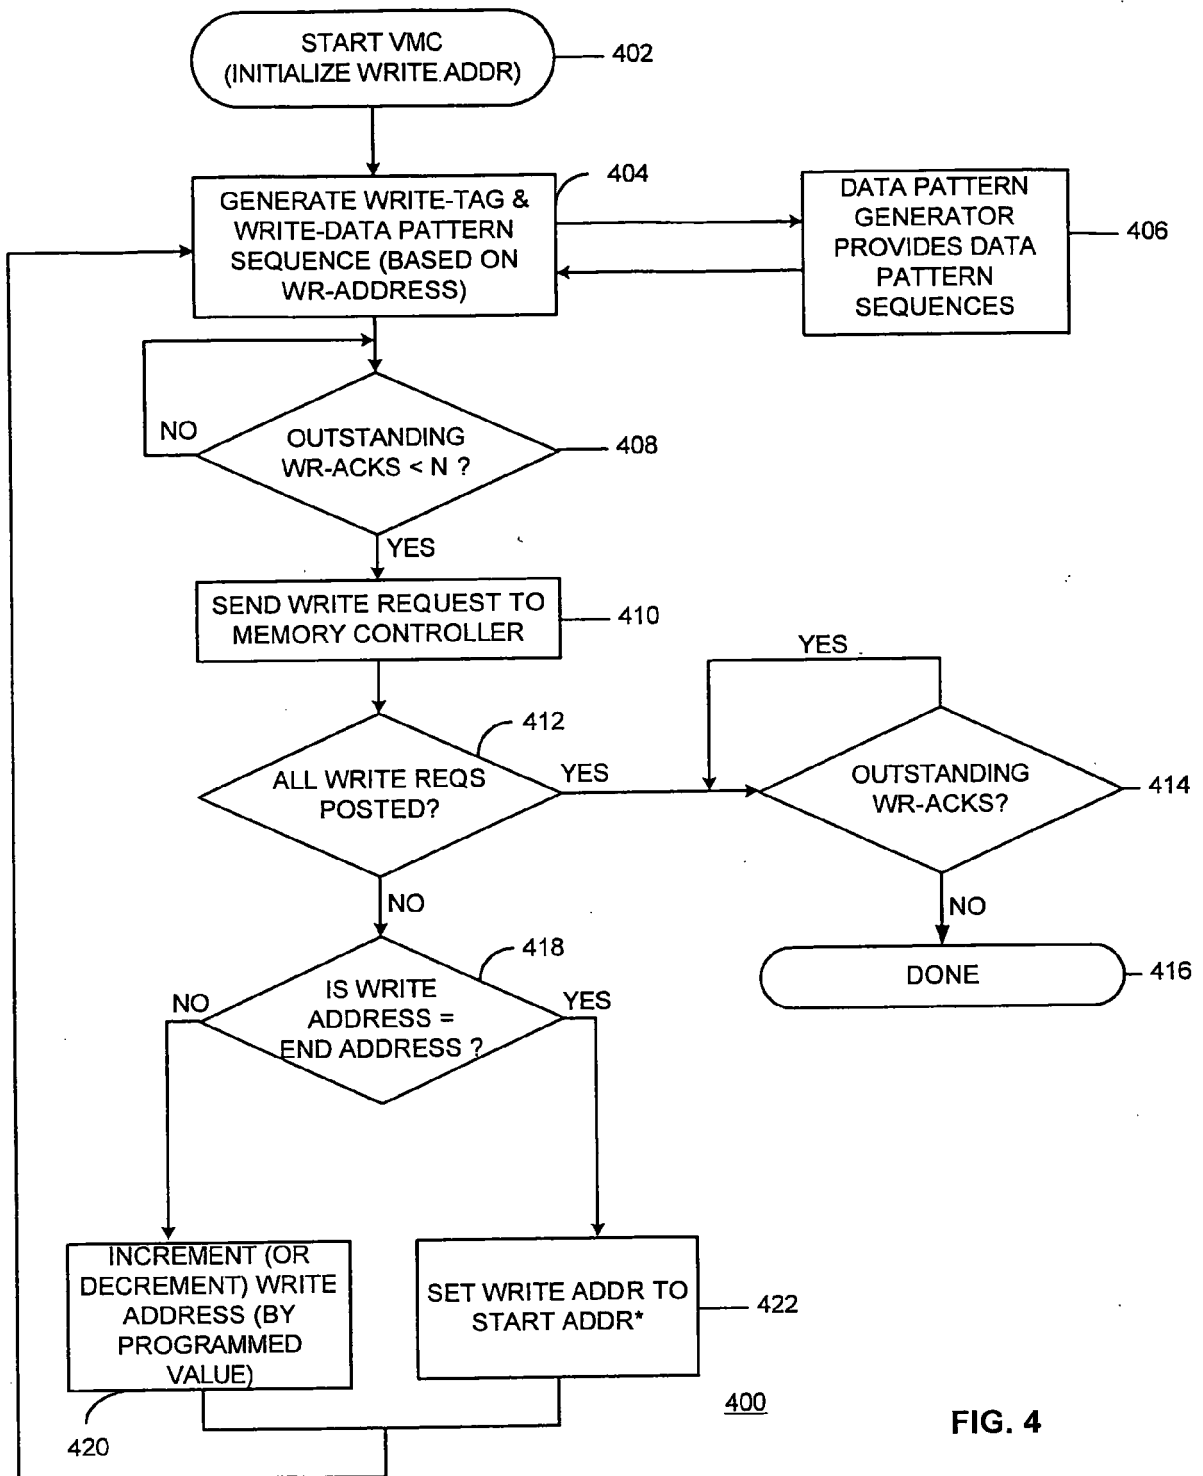 START VMC
(INITIALIZE WRITE ADDR)
402
GENERATE WRITE-TAG &
WRITE-DATA PATTERN
SEQUENCE (BASED ON
WR-ADDRESS)
404
DATA PATTERN
GENERATOR
PROVIDES DATA
PATTERN
SEQUENCES
406
NO
OUTSTANDING
WR-ACKS < N ?
408
YES
SEND WRITE REQUEST TO
MEMORY CONTROLLER
410
YES
412
ALL WRITE REQS
POSTED?
YES
OUTSTANDING
WR-ACKS?
414
NO
NO
DONE
416
418
NO
IS WRITE
ADDRESS =
END ADDRESS ?
YES
INCREMENT (OR
DECREMENT) WRITE
ADDRESS (BY
PROGRAMMED
VALUE)
420
SET WRITE ADDR TO
START ADDR*
422
400
FIG. 4